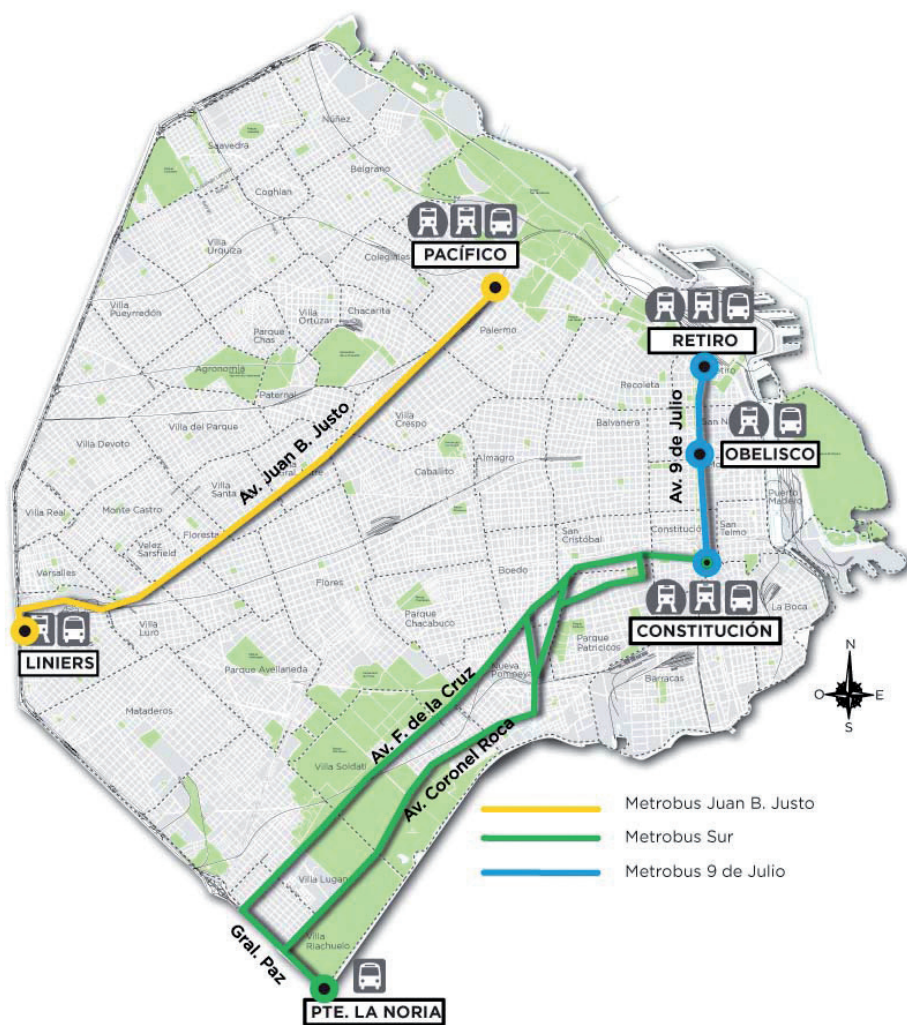 Núñez
Saavedra
Belgrano
Coghlan
Villa
Urquiza
Colegiales
PACÍFICO
Villa
Pueyrredón
Villa
Ortúzar
Chacarita
Parque
Chas
Palermo
RETIRO
Retiro
Agronomía
Paternal
Recoleta
Av. Juan B. Justo
Villa
Crespo
Balvanera
Av. 9 de Julio
OBELISCO
Villa del Parque
Villa Devoto
Almagro
Caballito
Villa
Santa
Puerto
Madero
Villa Real
Monte Castro
Floresta
Velez
Sarsfield
San
Cristóbal
Constitución
San
Telmo
Versalles
Flores
Boedo
La Boca
LINIERS
Villa
Luro
Parque
Chacabuco
CONSTITUCIÓN
Parque
Patricicos
Parque Avellaneda
Nueva
Pompeya
Barracas
N
O
E
S
Mataderos
Av. F. de la Cruz
Av. Coronel Roca
Villa Soldati
Metrobus Juan B. Justo
Metrobus Sur
Metrobus 9 de Julio
Villa Lugan
Villa
Riachuelo
Gral. Paz
PTE. LA NORIA